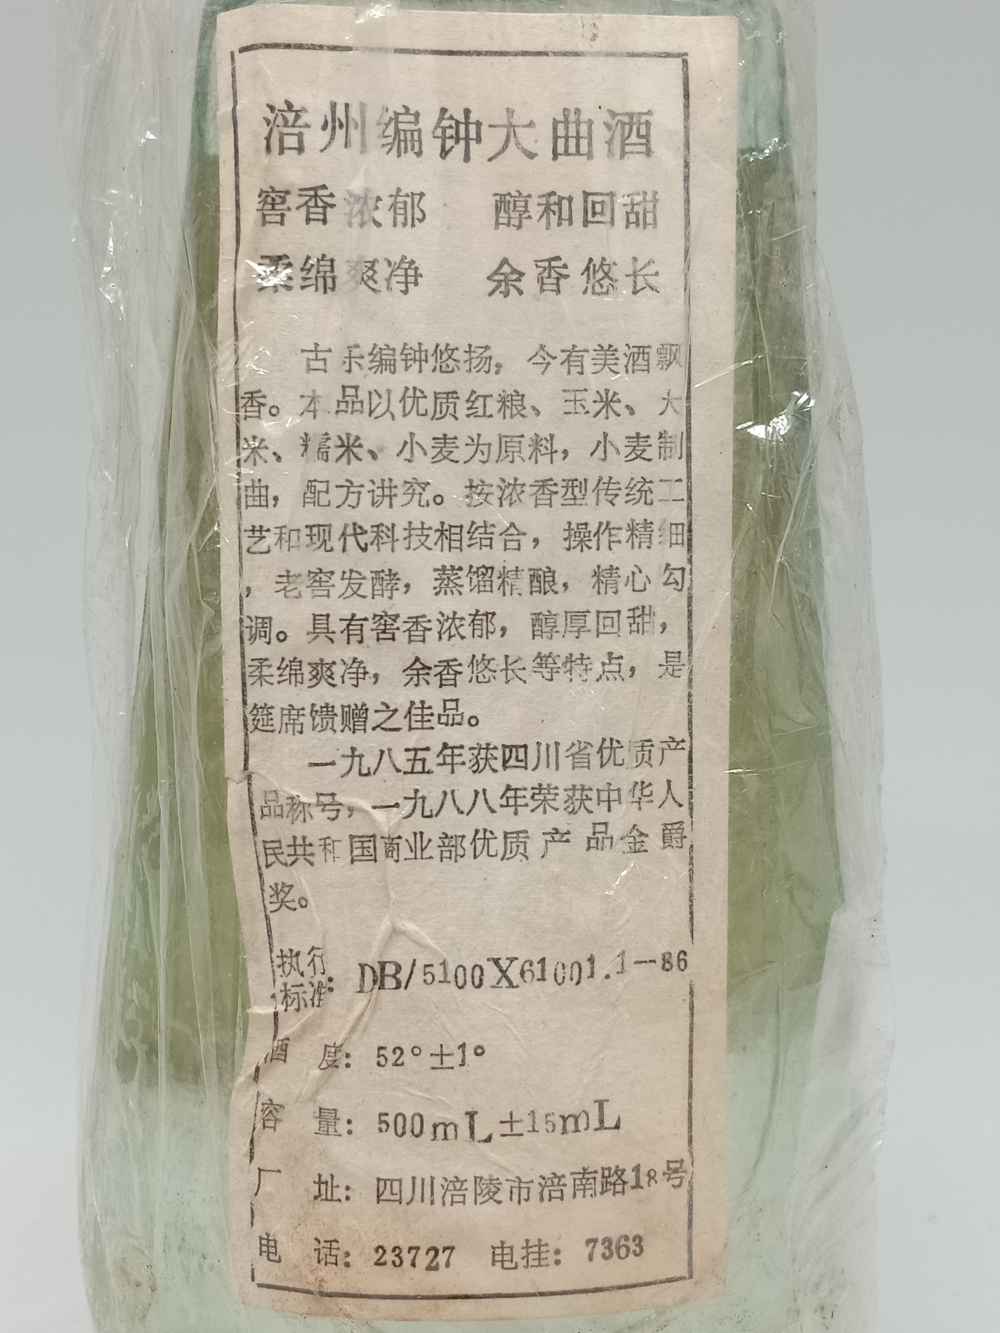 涪州编钟大曲酒
窖香浓郁 醇和回甜
柔绵爽净 余香悠长
古乐编钟悠扬，今有美酒飘
香。本品以优质红粮、玉米、大
米、糯米、小麦为原料，小麦制
曲，配方讲究。按浓香型传统工
艺和现代科技相结合，操作精细
，老窖发酵，蒸馏精酿，精心勾
调。具有窖香浓郁，醇厚回甜，
柔绵爽净，余香悠长等特点，是
筵席馈赠之佳品。
一九八五年获四川省优质产
品称号，一九八八年荣获中华人
民共和国商业部优质产品金爵
奖。
执行标准：DB/5100X61001.1—86
酒 度：52°±1°
容 量：500mL±15mL
厂 址：四川涪陵市涪南路18号
电 话：23727 电挂：7363